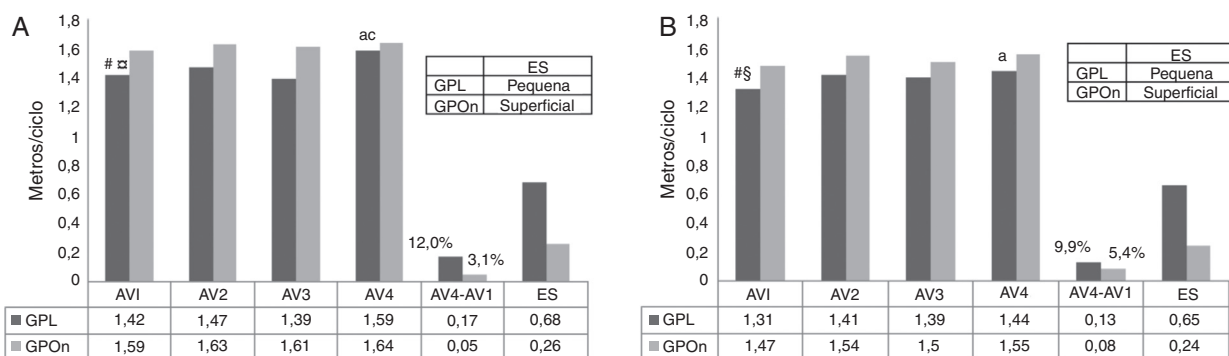 A
Metros/ciclo
1,8
1,6
1,4
1,2
1
0,8
0,6
0,4
0,2
0
# ¤
ac
12,0%
3,1%
ES
GPL Pequena
GPOn Superficial
AVI AV2 AV3 AV4 AV4-AV1 ES
GPL 1,42 1,47 1,39 1,59 0,17 0,68
GPOn 1,59 1,63 1,61 1,64 0,05 0,26
B
Metros/ciclo
1,8
1,6
1,4
1,2
1
0,8
0,6
0,4
0,2
0
#§
a
9,9%
5,4%
ES
GPL Pequena
GPOn Superficial
AVI AV2 AV3 AV4 AV4-AV1 ES
GPL 1,31 1,41 1,39 1,44 0,13 0,65
GPOn 1,47 1,54 1,5 1,55 0,08 0,24